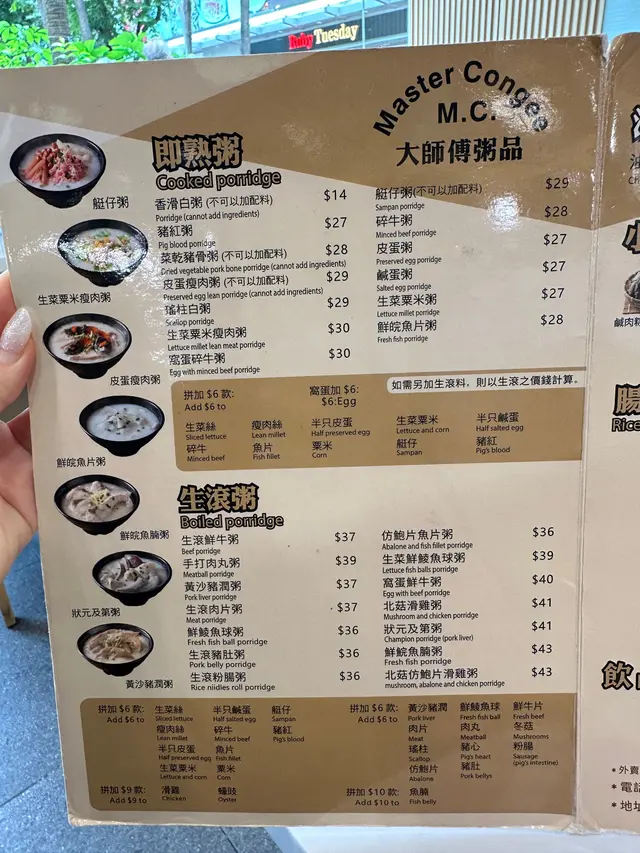 Ruby Tuesday
Master Congee
M.C.
大師傅粥品
艇仔粥
生菜粟米瘦肉粥
皮蛋瘦肉粥
鮮皖魚片粥
鮮皖魚腩粥
狀元及第粥
黃沙豬潤粥
即熟粥
Cooked porridge
香滑白粥 (不可以加配料) $14
Porridge (cannot add ingredients)
豬紅粥 $27
Pig blood porridge
菜乾豬骨粥 (不可以加配料) $28
Dried vegetable pork bone porridge (cannot add ingredients)
皮蛋瘦肉粥 (不可以加配料) $29
Preserved egg lean porridge (cannot add ingredients)
瑤柱白粥 $29
Scallop porridge
生菜粟米瘦肉粥 $30
Lettuce millet lean meat porridge
窩蛋碎牛粥 $30
Egg with minced beef porridge
艇仔粥(不可以加配料) $29
Sampan porridge
碎牛粥 $28
Minced beef porridge
皮蛋粥 $27
Preserved egg porridge
鹹蛋粥 $27
Salted egg porridge
生菜粟米粥 $27
Lettuce millet porridge
鮮皖魚片粥 $28
Fresh fish porridge
拼加 $6 款: 窩蛋加 $6:
Add $6 to $6:Egg
如需另加生滾料，則以生滾之價錢計算。
生菜絲 瘦肉絲 半只皮蛋 生菜粟米 半只鹹蛋
Sliced lettuce Lean millet Half preserved egg Lettuce and corn Half salted egg
碎牛 魚片 粟米 艇仔 豬紅
Minced beef Fish fillet Corn Sampan Pig's blood
生滾粥
Boiled porridge
生滾鮮牛粥 $37
Beef porridge
手打肉丸粥 $39
Meatball porridge
黃沙豬潤粥 $37
Pork liver porridge
生滾肉片粥 $37
Meat porridge
鮮鯪魚球粥 $36
Fresh fish ball porridge
生滾豬肚粥 $36
Pork belly porridge
生滾粉腸粥 $36
Rice niidles roll porridge
仿鮑片魚片粥 $36
Abalone and fish fillet porridge
生菜鮮鯪魚球粥 $39
Lettuce fish balls porridge
窩蛋鮮牛粥 $40
Egg with beef porridge
北菇滑雞粥 $41
Mushroom and chicken porridge
狀元及第粥 $41
Champion porridge (pork liver)
鮮皖魚腩粥 $43
Fresh fish porridge
北菇仿鮑片滑雞粥 $43
mushroom, abalone and chicken porridge
拼加 $6 款: 生菜絲 半只鹹蛋 艇仔
Add $6 to Sliced lettuce Half salted egg Sampan
瘦肉絲 碎牛 豬紅
Lean millet Minced beef Pig's blood
半只皮蛋 魚片
Half preserved egg Fish fillet
生菜粟米 粟米
Lettuce and corn Corn
拼加 $9 款: 滑雞 蠔豉
Add $9 to Chicken Oyster
拼加 $6 款: 黃沙豬潤 鮮鯪魚球 鮮牛片
Add $6 to Pork liver Fresh fish ball Fresh beef
肉片 肉丸 冬菇
Meat Meatball Mushrooms
瑤柱 豬心 粉腸
Scallop Pig's heart Sausage
(pig's intestine)
仿鮑片 豬肚
Abalone Pork bellys
拼加 $10 款: 魚腩
Add $10 to Fish belly
鹹肉粽
腸
Rice
飲
* 外賣
* 電話
* 地址